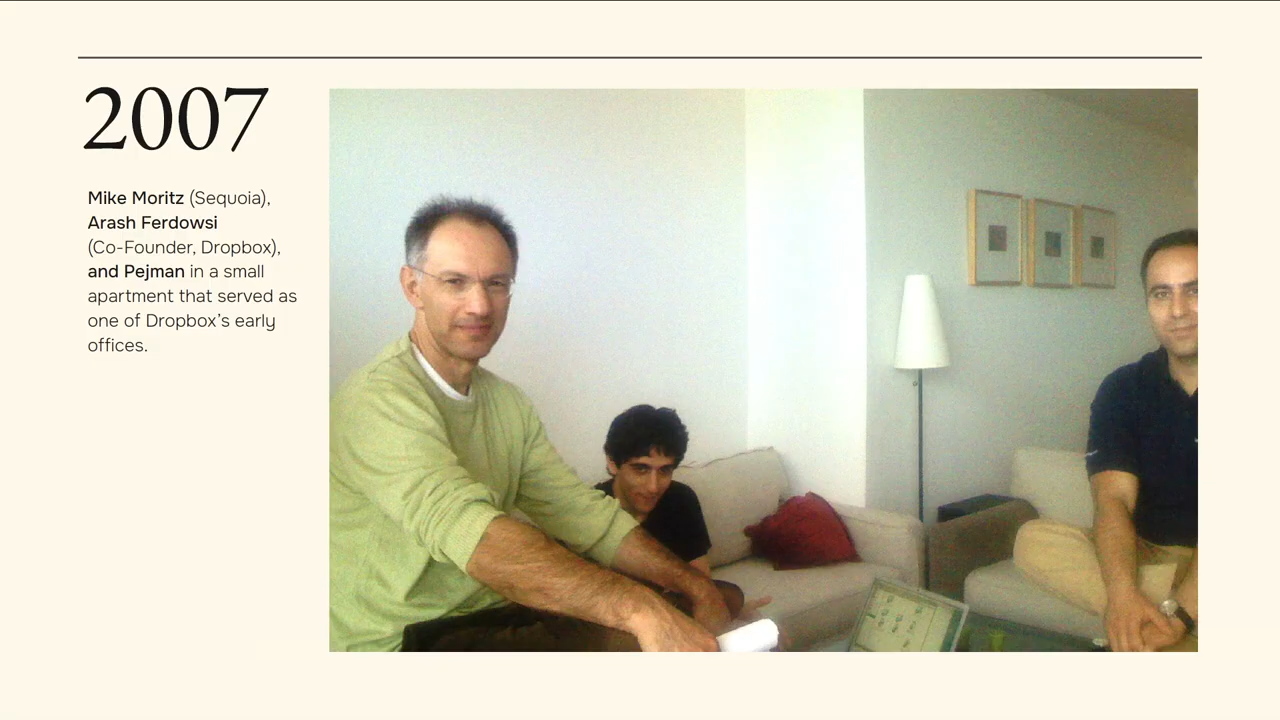 2007
Mike Moritz (Sequoia),
Arash Ferdowsi
(Co-Founder, Dropbox),
and Pejman in a small
apartment that served as
one of Dropbox’s early
offices.